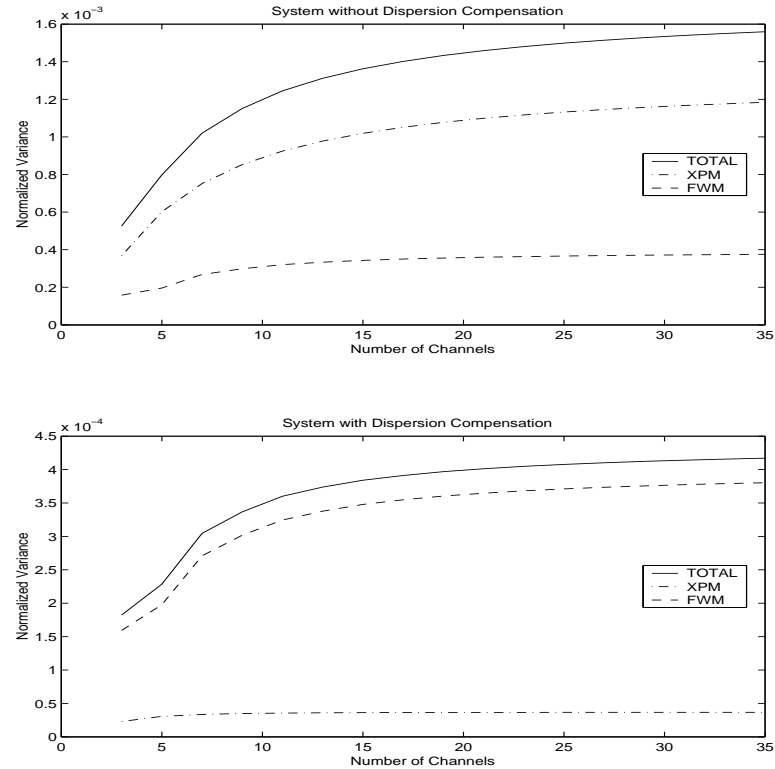 System without Dispersion Compensation
x 10⁻³
1.6
1.4
1.2
1
0.8
0.6
0.4
0.2
0
Normalized Variance
TOTAL
XPM
FWM
0 5 10 15 20 25 30 35
Number of Channels
System with Dispersion Compensation
x 10⁻⁴
4.5
4
3.5
3
2.5
2
1.5
1
0.5
0
Normalized Variance
TOTAL
XPM
FWM
0 5 10 15 20 25 30 35
Number of Channels